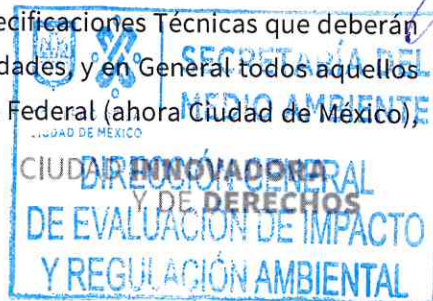 ecificaciones Técnicas que deberán
dades, y en General todos aquellos
Federal (ahora Ciudad de México),
SECRETARÍA DEL
MEDIO AMBIENTE
CIUDAD DE MÉXICO
CIUDAD INNOVADORA
Y DE DERECHOS
DIRECCIÓN GENERAL
DE EVALUACIÓN DE IMPACTO
Y REGULACIÓN AMBIENTAL